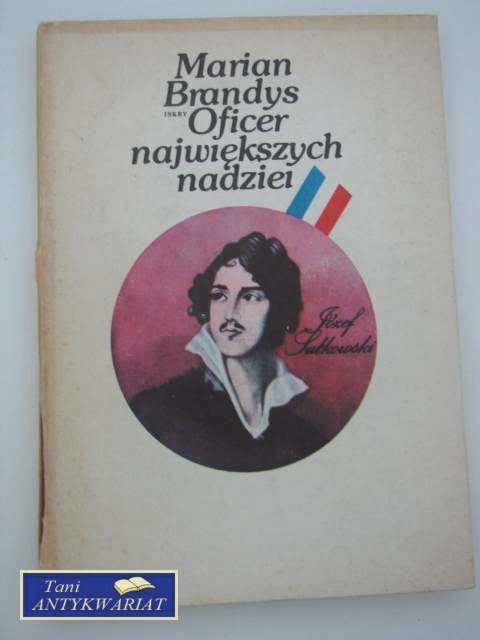 Marian
Brandys
ISKRY
Oficer
największych
nadziei
Józef
Sułkowski
Tani
ANTYKWARIAT